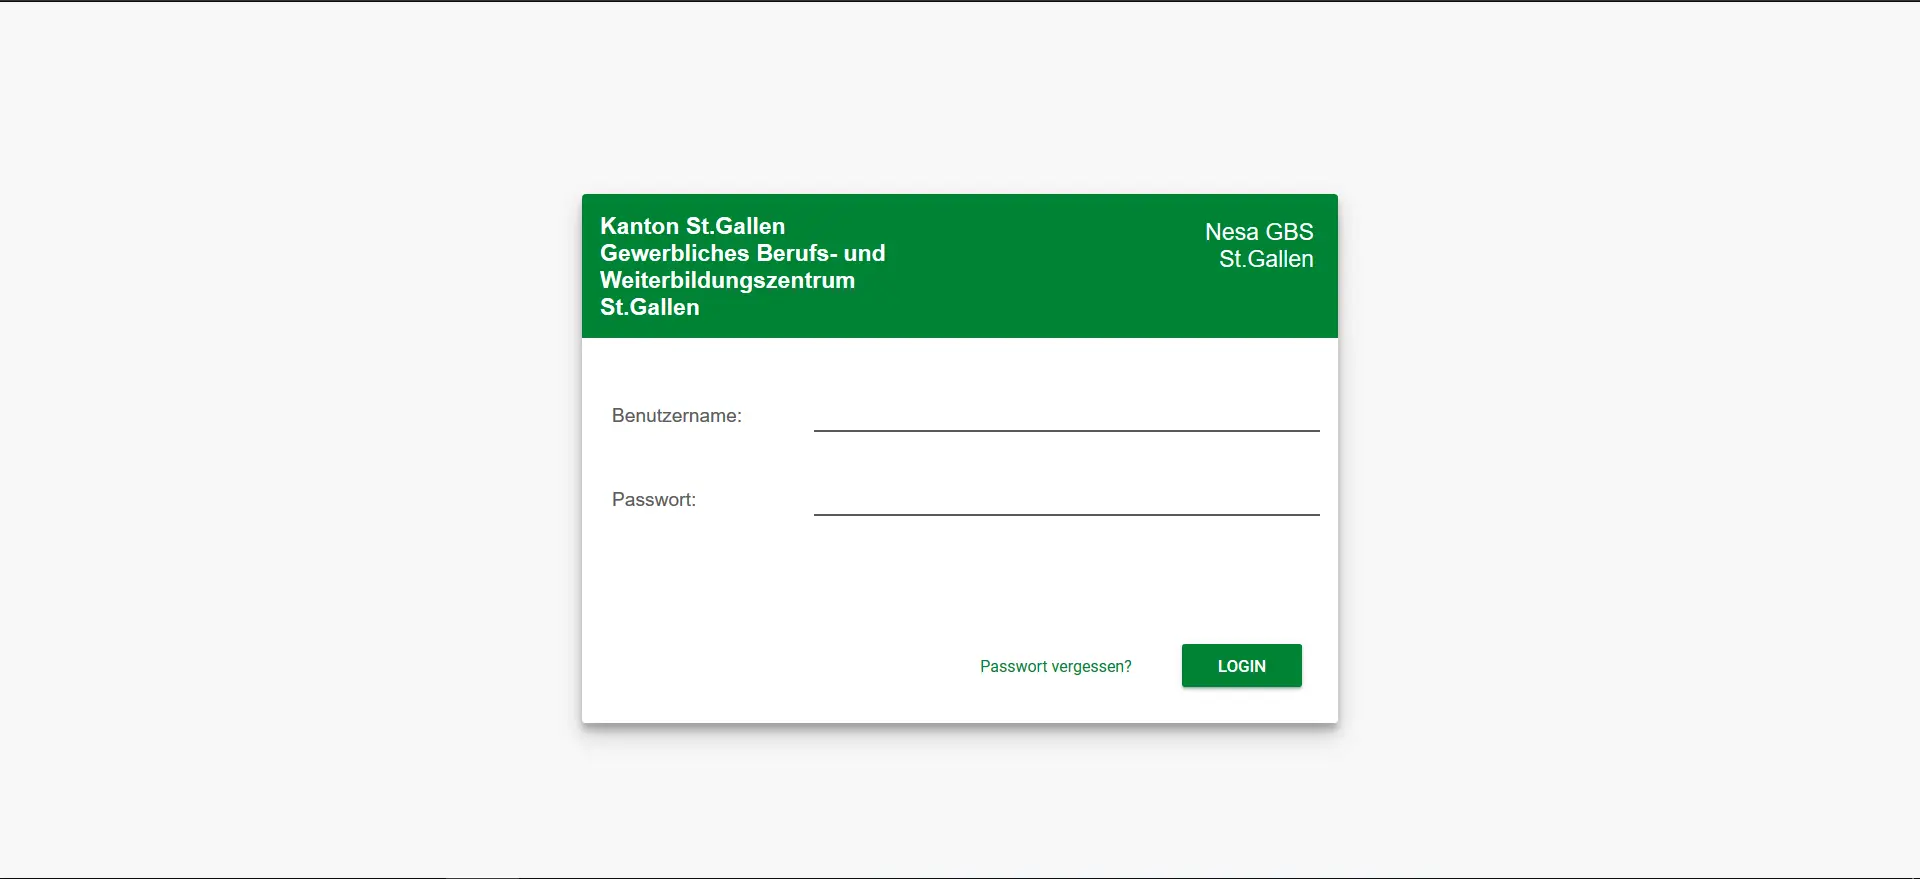 Kanton St.Gallen
Gewerbliches Berufs- und
Weiterbildungszentrum
St.Gallen
Nesa GBS
St.Gallen
Benutzername:
Passwort:
Passwort vergessen?
LOGIN